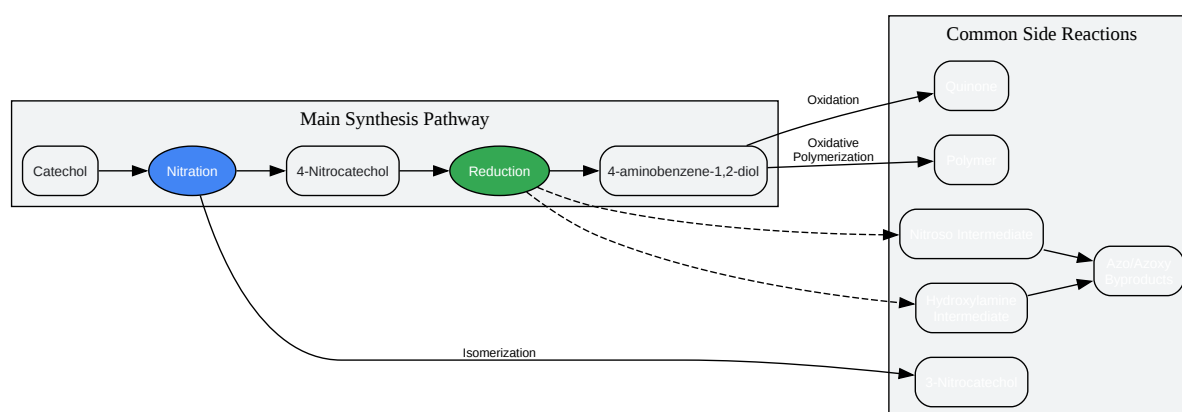 Common Side Reactions
Quinone
Oxidation
Main Synthesis Pathway
Oxidative
Polymerization
Polymer
Catechol
Nitration
4-Nitrocatechol
Reduction
4-aminobenzene-1,2-diol
Nitroso Intermediate
Azo/Azoxy
Byproducts
Hydroxylamine
Intermediate
Isomerization
3-Nitrocatechol